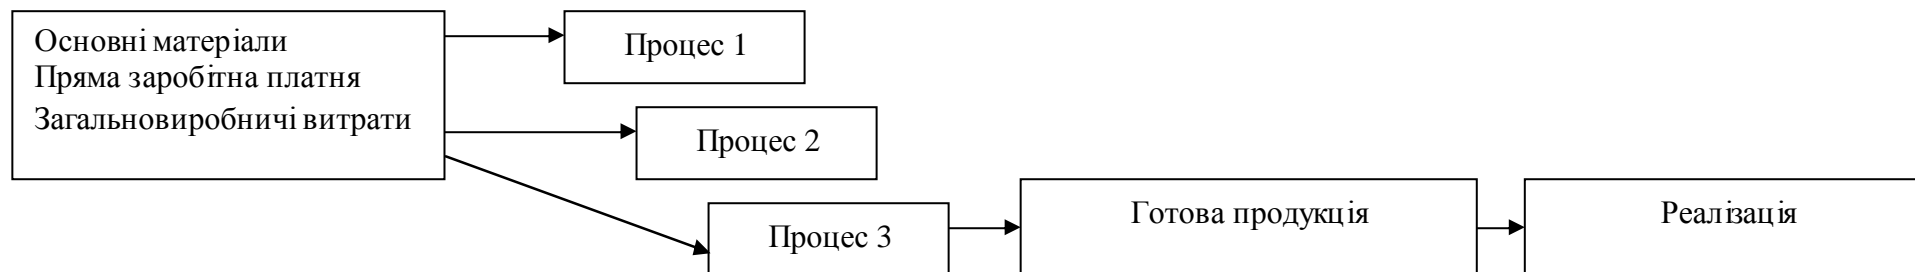 Основні матеріали
Пряма заробітна платня
Загальновиробничі витрати
Процес 1
Процес 2
Процес 3
Готова продукція
Реалізація